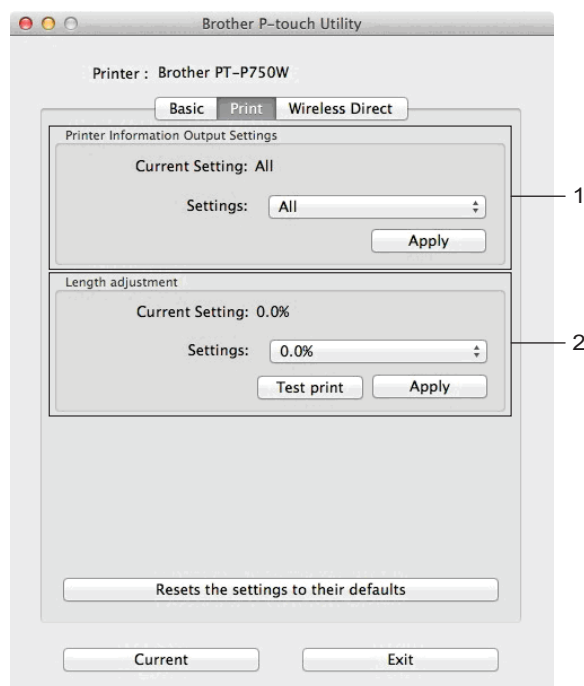 Brother P-touch Utility
Printer : Brother PT-P750W
Basic Print Wireless Direct
Printer Information Output Settings
Current Setting: All
Settings: All
1
Apply
Length adjustment
Current Setting: 0.0%
Settings: 0.0%
2
Test print Apply
Resets the settings to their defaults
Current Exit